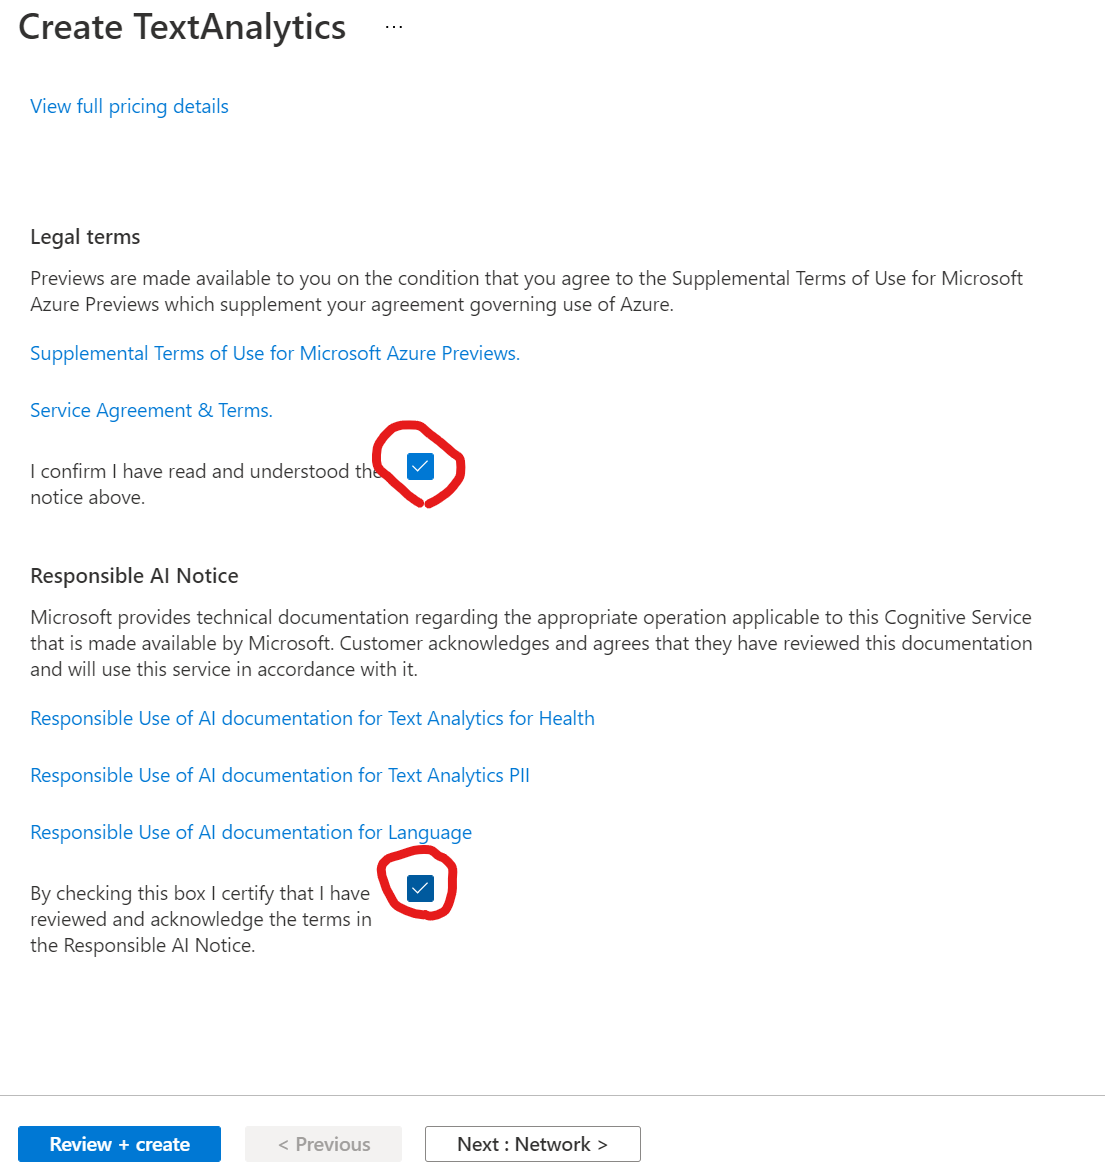 Create TextAnalytics ...
View full pricing details
Legal terms
Previews are made available to you on the condition that you agree to the Supplemental Terms of Use for Microsoft
Azure Previews which supplement your agreement governing use of Azure.
Supplemental Terms of Use for Microsoft Azure Previews.
Service Agreement & Terms.
I confirm I have read and understood the
notice above.
Responsible AI Notice
Microsoft provides technical documentation regarding the appropriate operation applicable to this Cognitive Service
that is made available by Microsoft. Customer acknowledges and agrees that they have reviewed this documentation
and will use this service in accordance with it.
Responsible Use of AI documentation for Text Analytics for Health
Responsible Use of AI documentation for Text Analytics PII
Responsible Use of AI documentation for Language
By checking this box I certify that I have
reviewed and acknowledge the terms in
the Responsible AI Notice.
Review + create < Previous Next : Network >